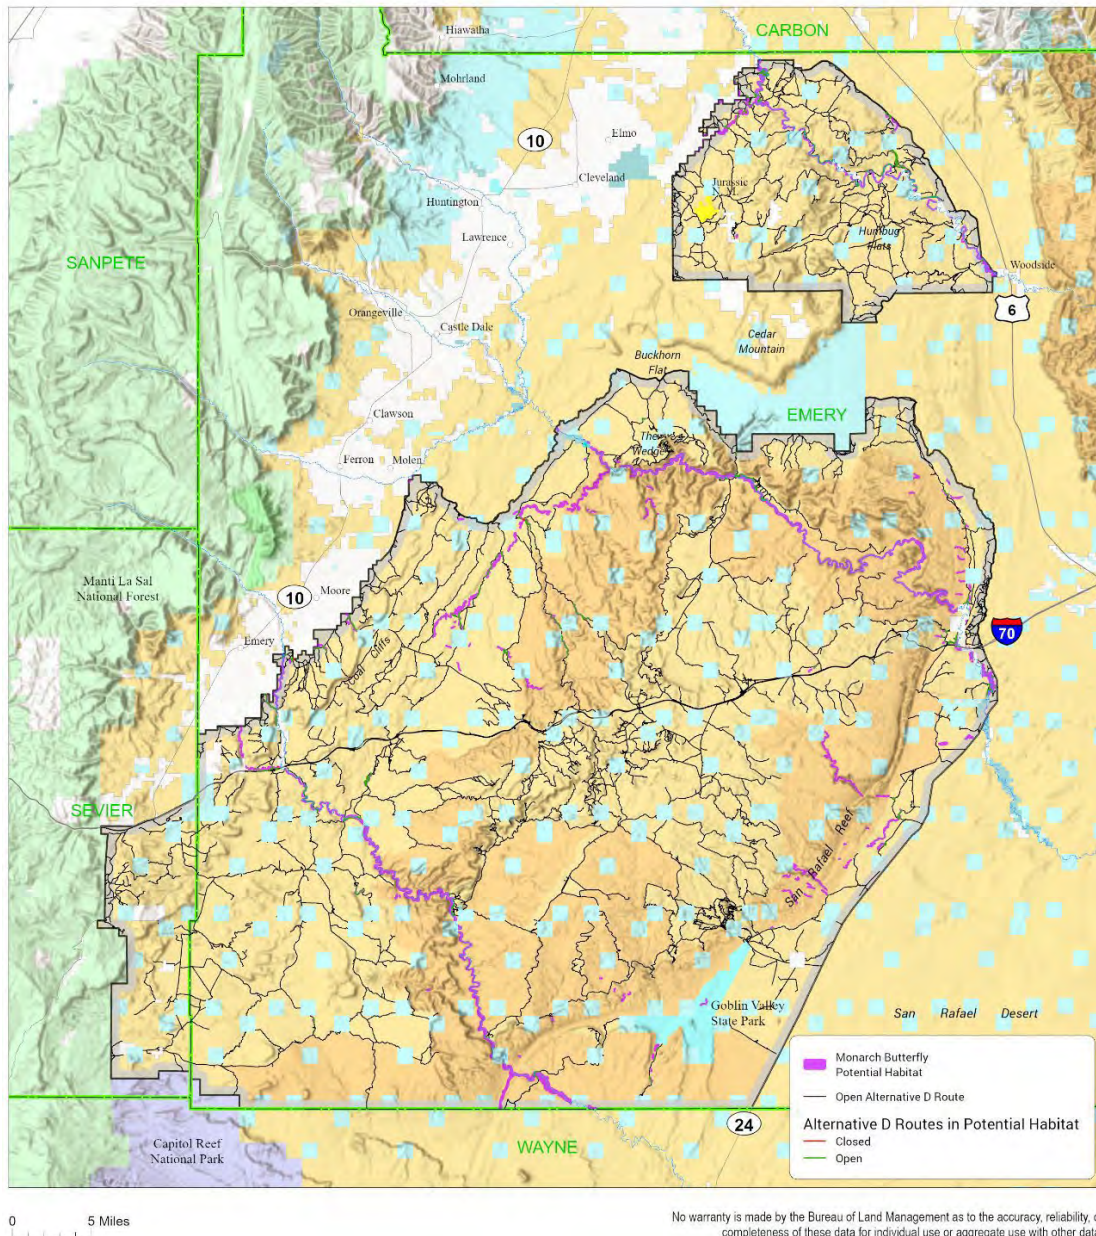 Hiawatha
CARBON
Mohrland
10
Elmo
Cleveland
Jurassic
N.M.
Huntington
Lawrence
Humbug
Flats
SANPETE
Woodside
6
Orangeville
Castle Dale
Cedar
Mountain
Buckhorn
Flat
Clawson
EMERY
The
Wedge
Ferron
Molen
Manti La Sal
National Forest
10
Moore
Emery
Coal Cliffs
70
SEVIER
San Rafael Reef
Goblin Valley
State Park
San Rafael Desert
Monarch Butterfly
Potential Habitat
Open Alternative D Route
Alternative D Routes in Potential Habitat
Closed
Open
24
Capitol Reef
National Park
WAYNE
0 5 Miles
No warranty is made by the Bureau of Land Management as to the accuracy, reliability, o
completeness of these data for individual use or aggregate use with other data